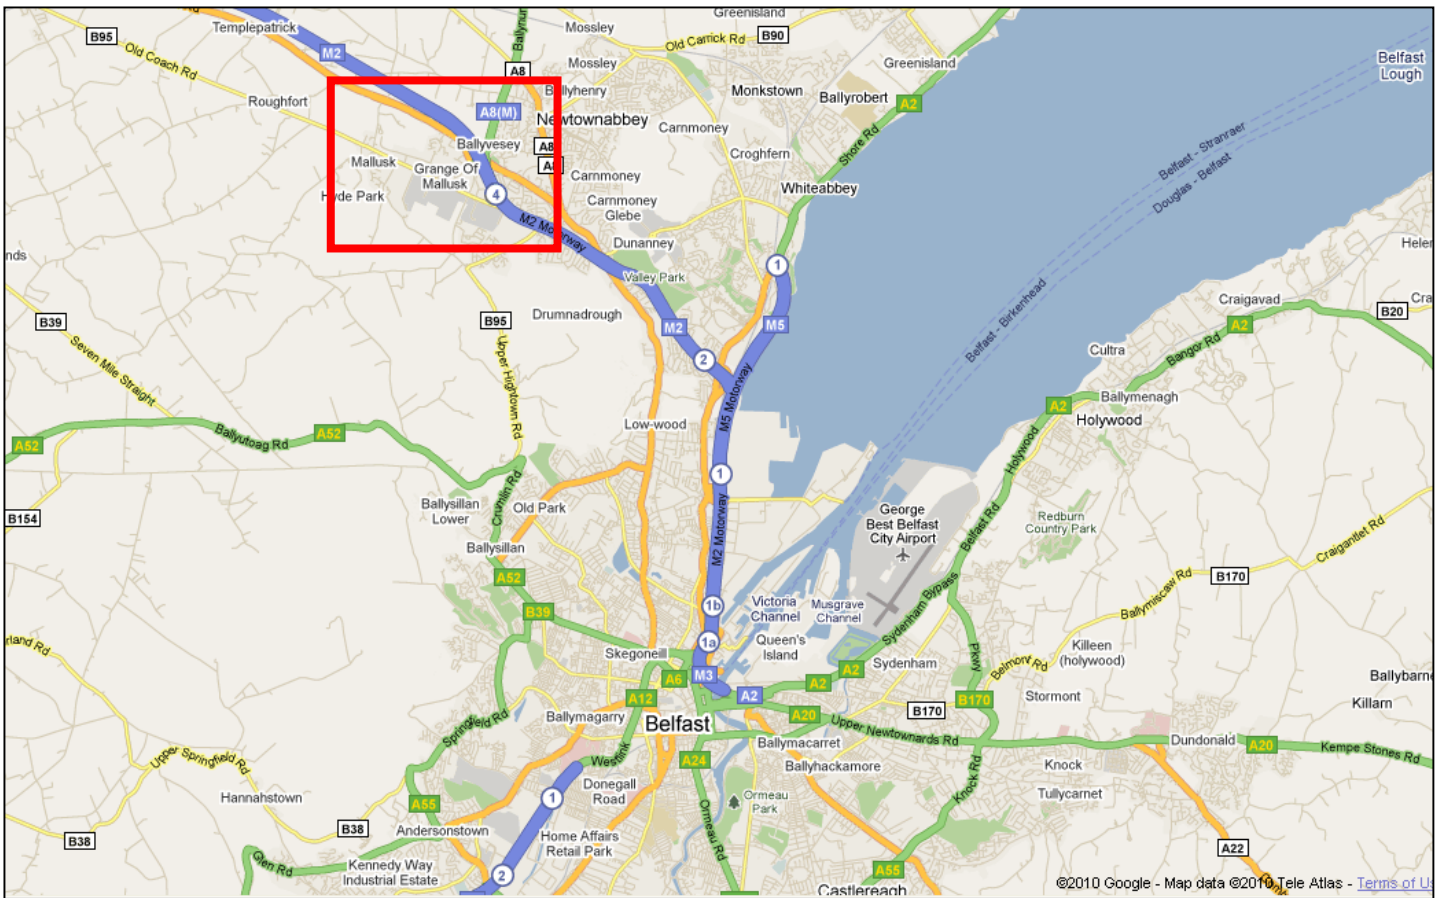 Greenisland
Templepatrick
Mossley
B95
M2
Old Carrick Rd
B90
Old Coach Rd
A8
Mossley
Greenisland
Belfast
Lough
Roughfort
Ballyhenry
Monkstown
Ballyrobert
A2
A8(M)
Newtownabbey
Carnmoney
Ballyvesey
A8
A8
Croghfern
Shore Rd
Belfast - Stranraer
Mallusk
Grange Of
Mallusk
Carnmoney
Whiteabbey
Douglas - Belfast
Hyde Park
4
Carnmoney
Glebe
M2 Motorway
Dunanney
nds
Valley Park
1
Belfast - Birkenhead
Craigavad
B20
B39
Drumnadrough
B95
M2
M5
A2
Seven Mile Straight
Upper Hightown Rd
2
Cultra
Bangor Rd
M5 Motorway
Ballymenagh
A2
Holywood
Low-wood
A52
Ballyutoag Rd
A52
Holywood
1
Crumlin Rd
Ballysillan
Lower
Old Park
B154
M2 Motorway
George
Best Belfast
City Airport
Belfast Rd
Redburn
Country Park
Craigantlet Rd
Ballysillan
A52
B170
B39
1b
Victoria
Channel
Musgrave
Channel
Sydenham Bypass
Ballymiscaw Rd
rland Rd
1a
Queen's
Island
Killeen
(holywood)
Skegoneill
Pkwy
Belmont Rd
A6
M3
A2
A2
A2
Sydenham
Ballybarn
A12
B170
B170
Stormont
Killarn
Springfield Rd
Ballymagarry
Belfast
A20
Upper Newtownards Rd
Upper Springfield Rd
Westlink
A24
Ballymacarret
Dundonald
A20
Kempe Stones Rd
Ballyhackamore
Knock
Knock Rd
Hannahstown
A55
1
Donegall
Road
Ormeau
Park
Tullycarnet
B38
B38
Andersonstown
Home Affairs
Retail Park
Ormeau Rd
A22
Glen Rd
Kennedy Way
Industrial Estate
2
A55
Castlereagh
©2010 Google - Map data ©2010 Tele Atlas - Terms of Us